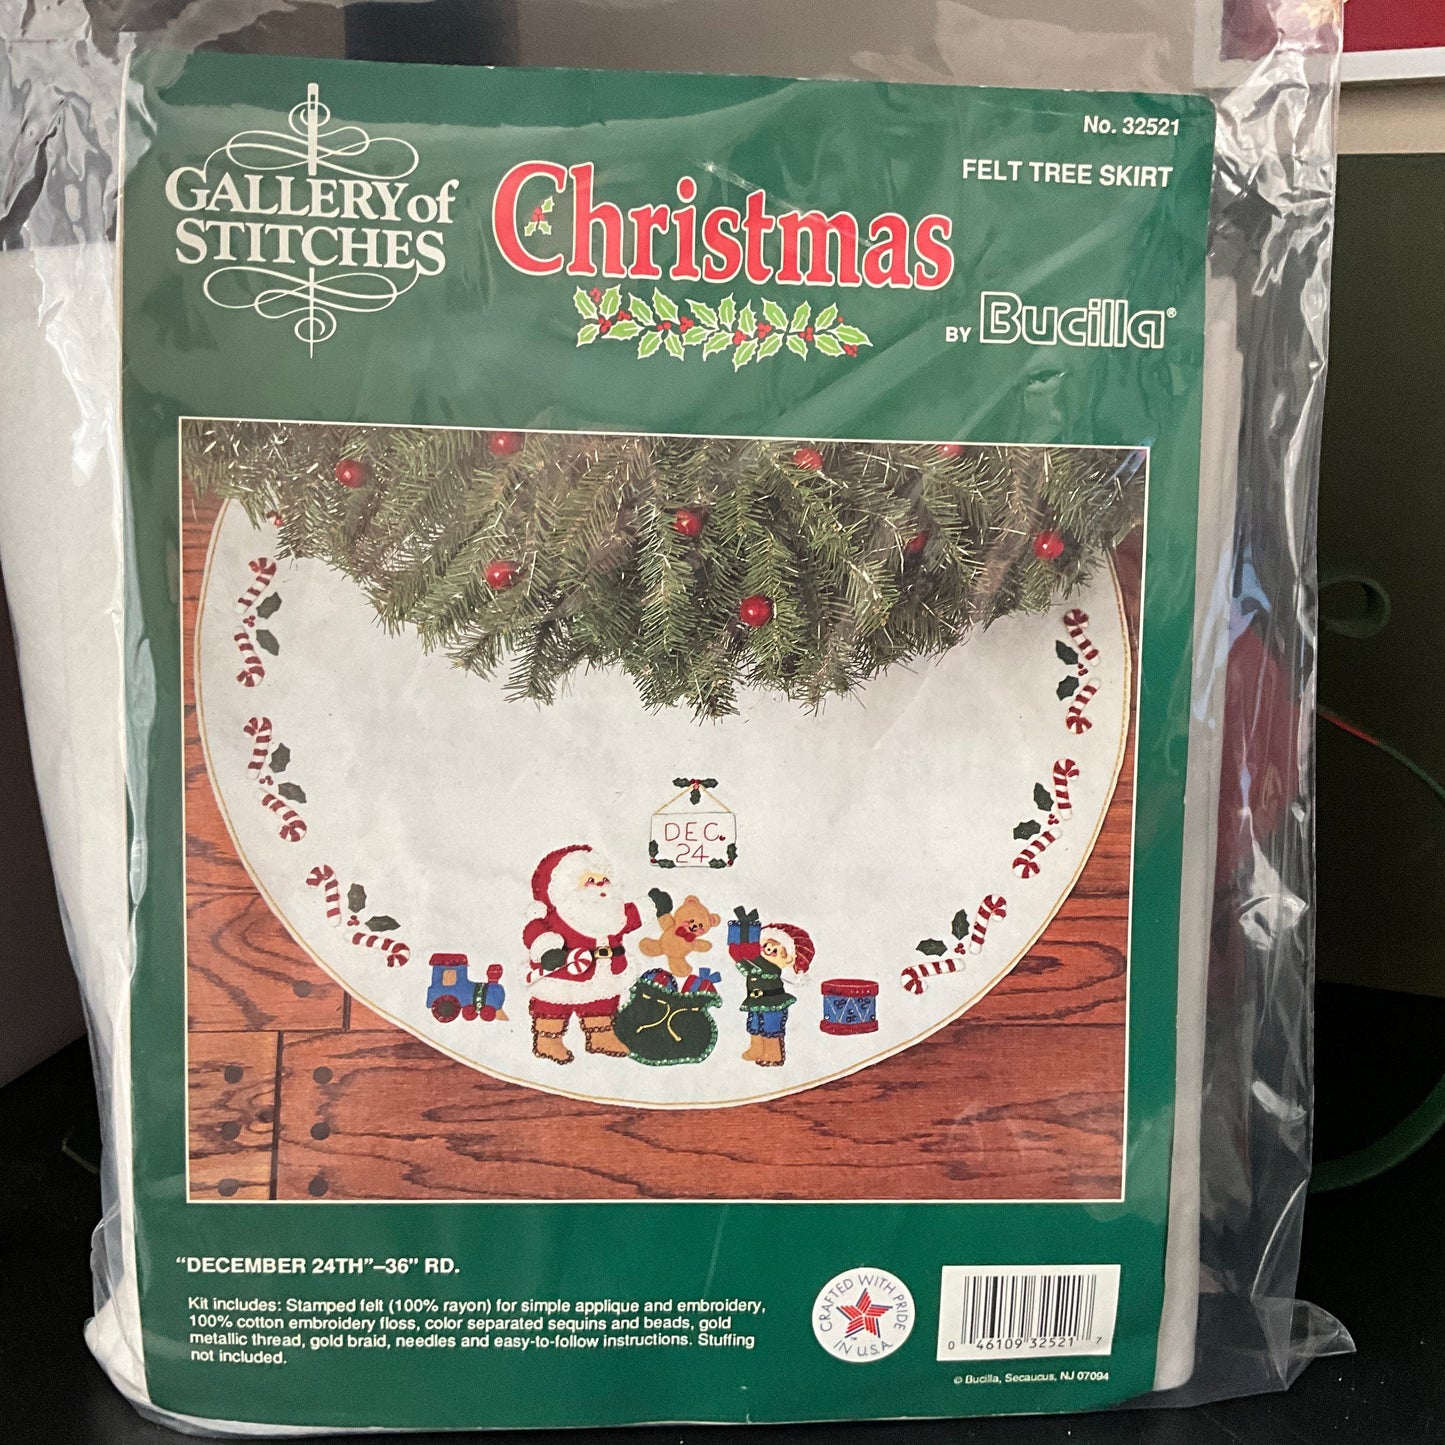 No. 32521
FELT TREE SKIRT
GALLERY of
STITCHES
Christmas
BY Bucilla®
DEC.
24
"DECEMBER 24TH"–36" RD.
Kit includes: Stamped felt (100% rayon) for simple applique and embroidery,
100% cotton embroidery floss, color separated sequins and beads, gold
metallic thread, gold braid, needles and easy-to-follow instructions. Stuffing
not included.
CRAFTED WITH PRIDE
IN U.S.A.
0 46109 32521 7
© Bucilla, Secaucus, NJ 07094